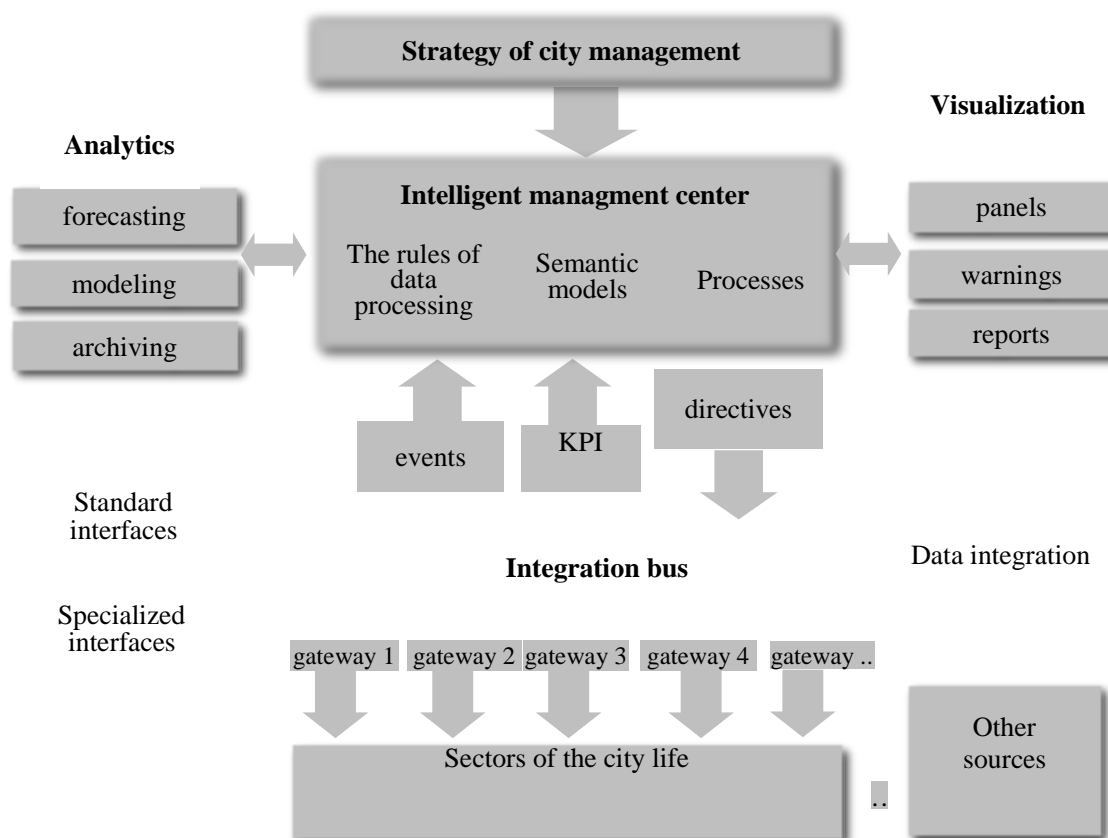 Strategy of city management
Visualization
Analytics
Intelligent managment center
forecasting
modeling
archiving
The rules of
data
processing
Semantic
models
Processes
panels
warnings
reports
events
KPI
directives
Standard
interfaces
Integration bus
Data integration
Specialized
interfaces
gateway 1
gateway 2
gateway 3
gateway 4
gateway ..
Sectors of the city life
..
Other
sources